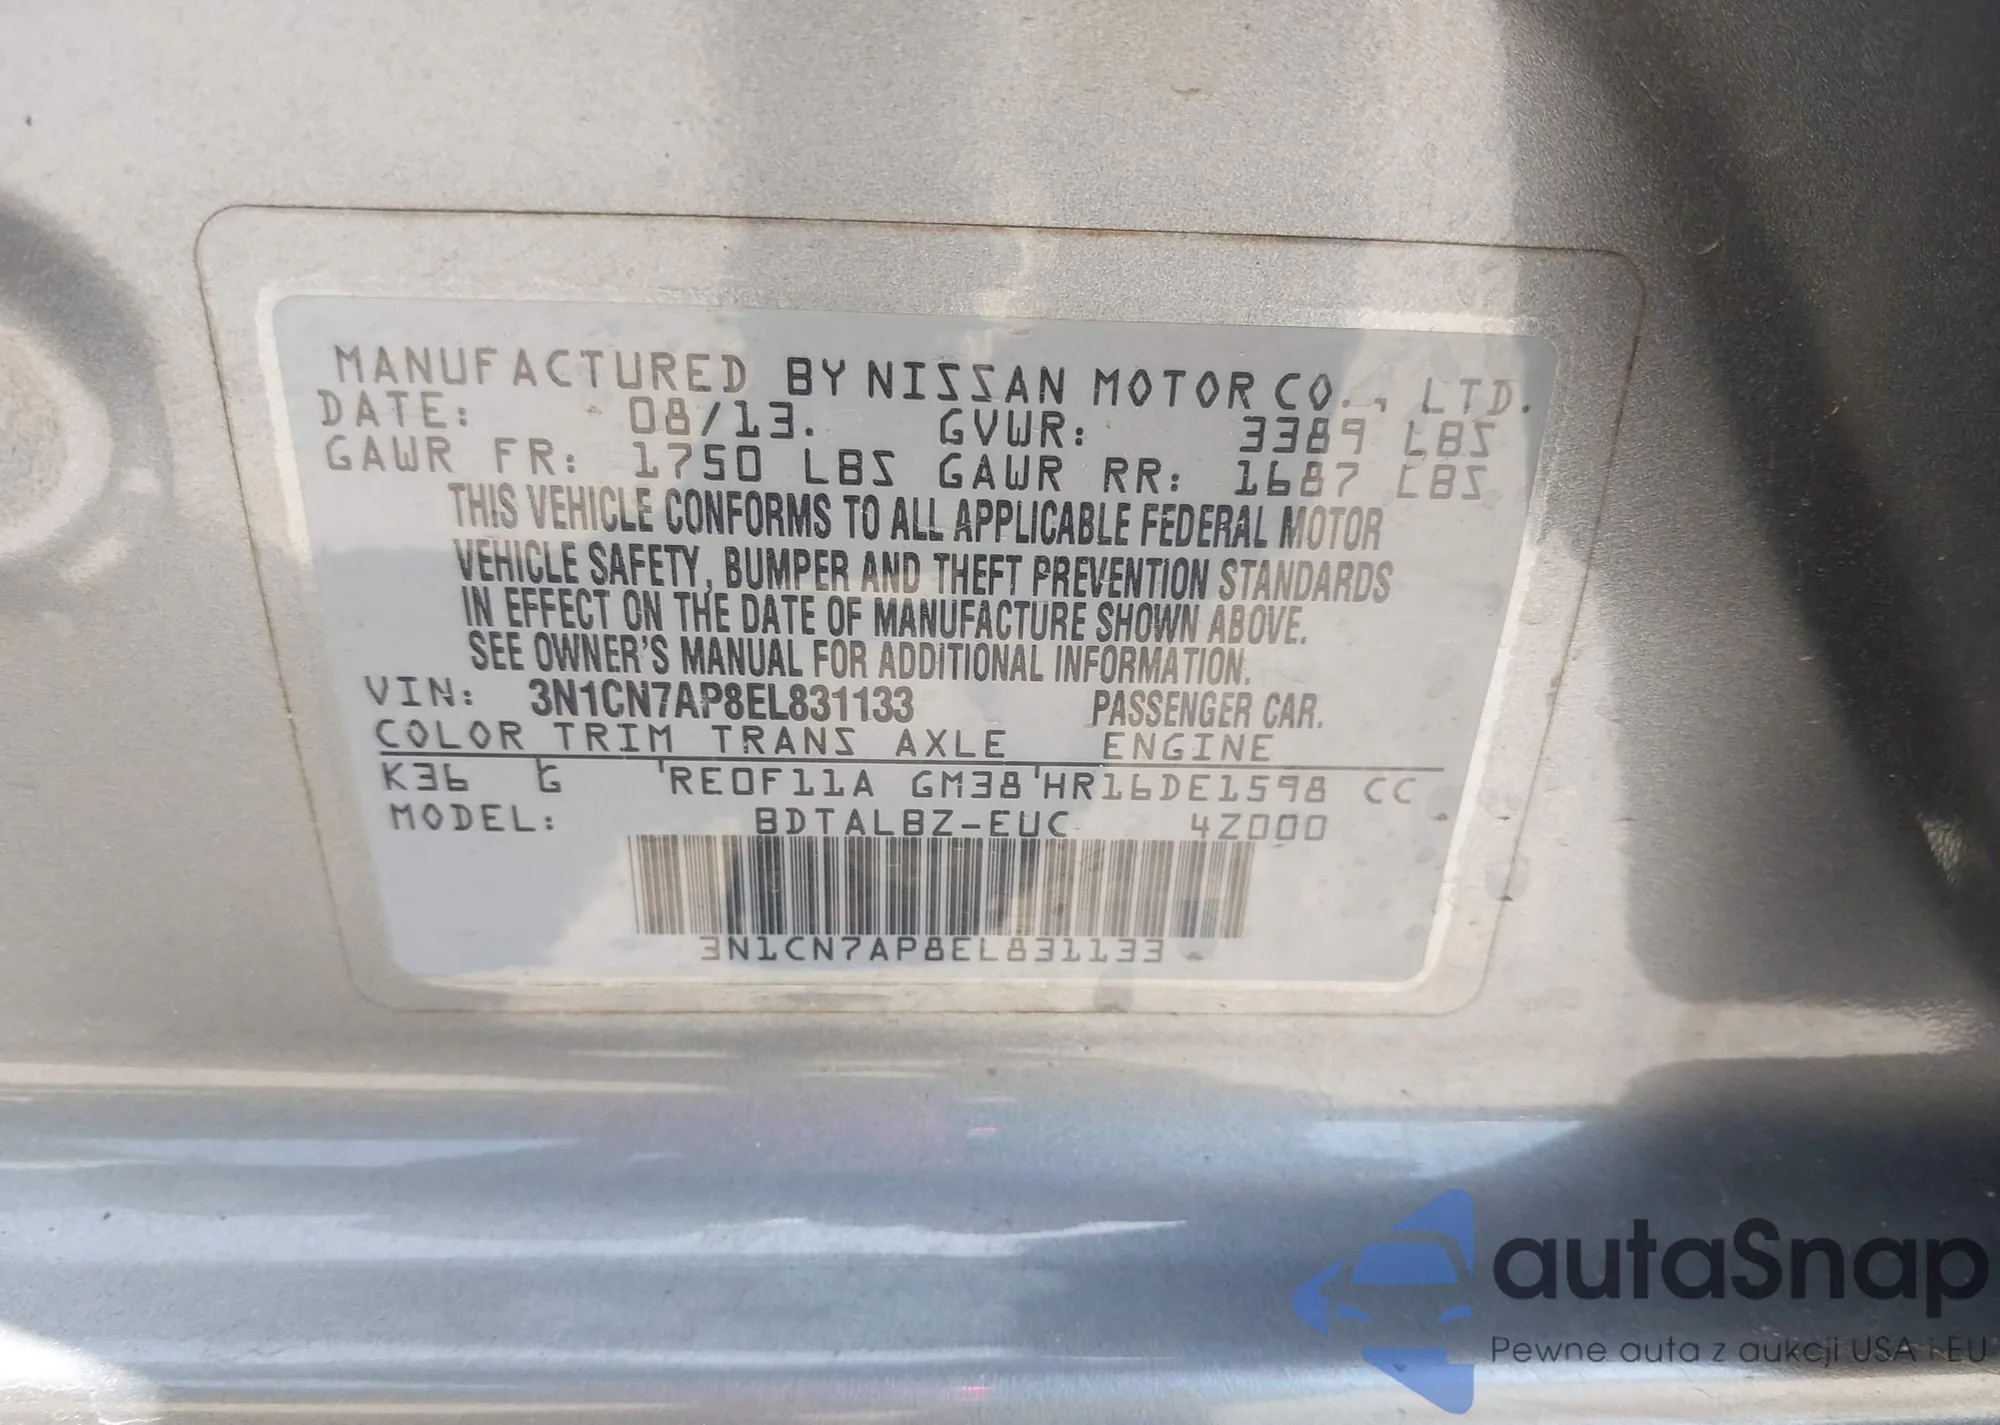 MANUFACTURED BY NISSAN MOTOR CO., LTD.
DATE: 08/13. GVWR: 3389 LBS
GAWR FR: 1750 LBS GAWR RR: 1687 LBS
THIS VEHICLE CONFORMS TO ALL APPLICABLE FEDERAL MOTOR
VEHICLE SAFETY, BUMPER AND THEFT PREVENTION STANDARDS
IN EFFECT ON THE DATE OF MANUFACTURE SHOWN ABOVE.
SEE OWNER'S MANUAL FOR ADDITIONAL INFORMATION.
VIN: 3N1CN7AP8EL831133 PASSENGER CAR.
COLOR TRIM TRANS AXLE ENGINE
K36 G RE0F11A GM38 HR16DE1598 CC
MODEL: BDTALBZ-EUC 4Z000
3N1CN7AP8EL831133
autaSnap
Pewne auta z aukcji USA i EU